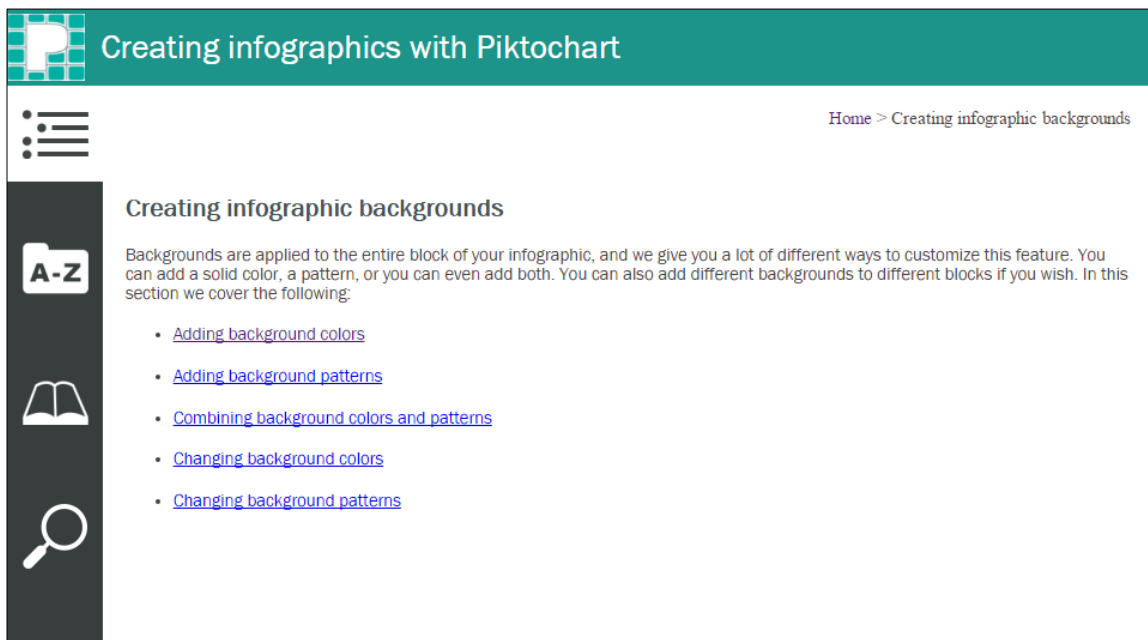 P
Creating infographics with Piktochart
Home > Creating infographic backgrounds
A-Z
Creating infographic backgrounds
Backgrounds are applied to the entire block of your infographic, and we give you a lot of different ways to customize this feature. You
can add a solid color, a pattern, or you can even add both. You can also add different backgrounds to different blocks if you wish. In this
section we cover the following:
• Adding background colors
• Adding background patterns
• Combining background colors and patterns
• Changing background colors
• Changing background patterns